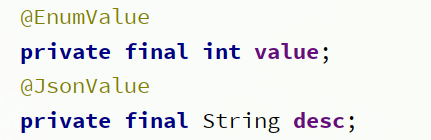 @EnumValue
private final int value;
@JsonValue
private final String desc;